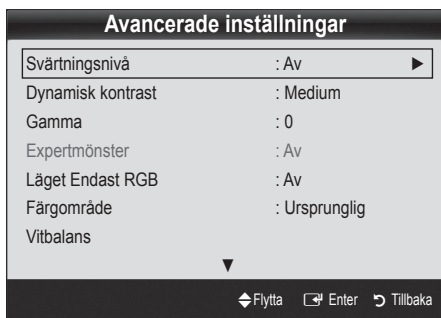 Avancerade inställningar
Svärtningsnivå : Av ►
Dynamisk kontrast : Medium
Gamma : 0
Expertmönster : Av
Läget Endast RGB : Av
Färgområde : Ursprunglig
Vitbalans
▼
Flytta Enter Tillbaka